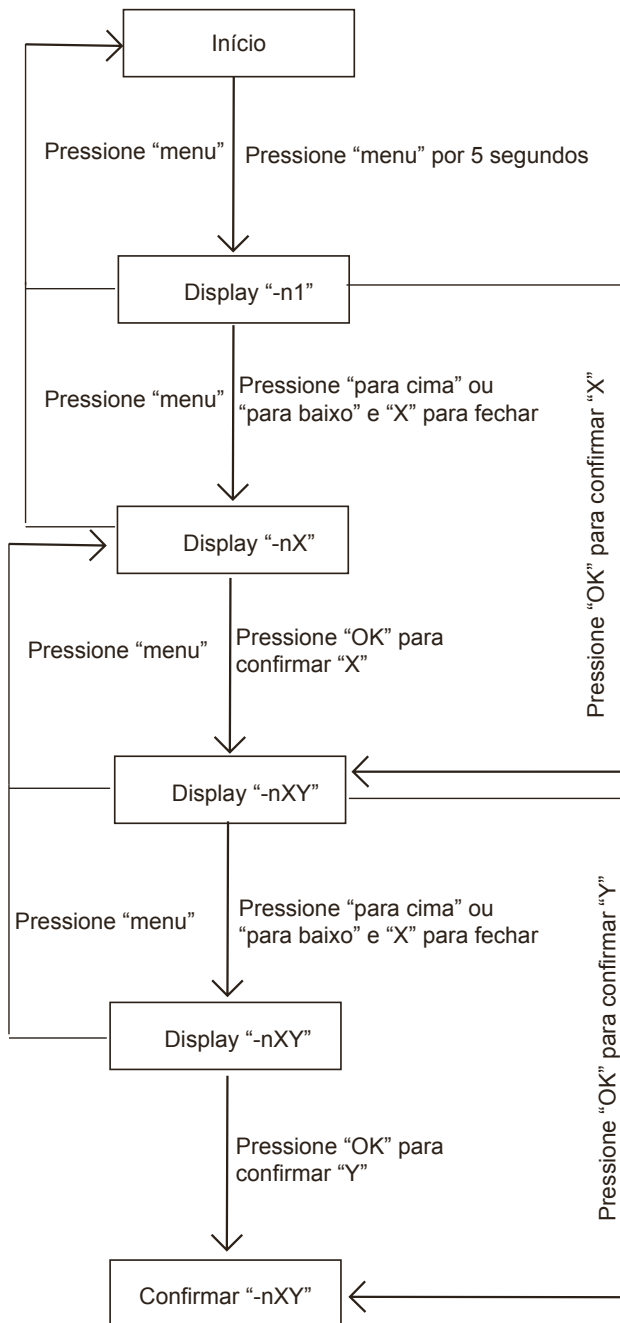 Início
Pressione “menu”
Pressione “menu” por 5 segundos
Display “-n1”
Pressione “menu”
Pressione “para cima” ou
“para baixo” e “X” para fechar
Pressione “OK” para confirmar “X”
Display “-nX”
Pressione “menu”
Pressione “OK” para
confirmar “X”
Display “-nXY”
Pressione “menu”
Pressione “para cima” ou
“para baixo” e “X” para fechar
Pressione “OK” para confirmar “Y”
Display “-nXY”
Pressione “OK” para
confirmar “Y”
Confirmar “-nXY”